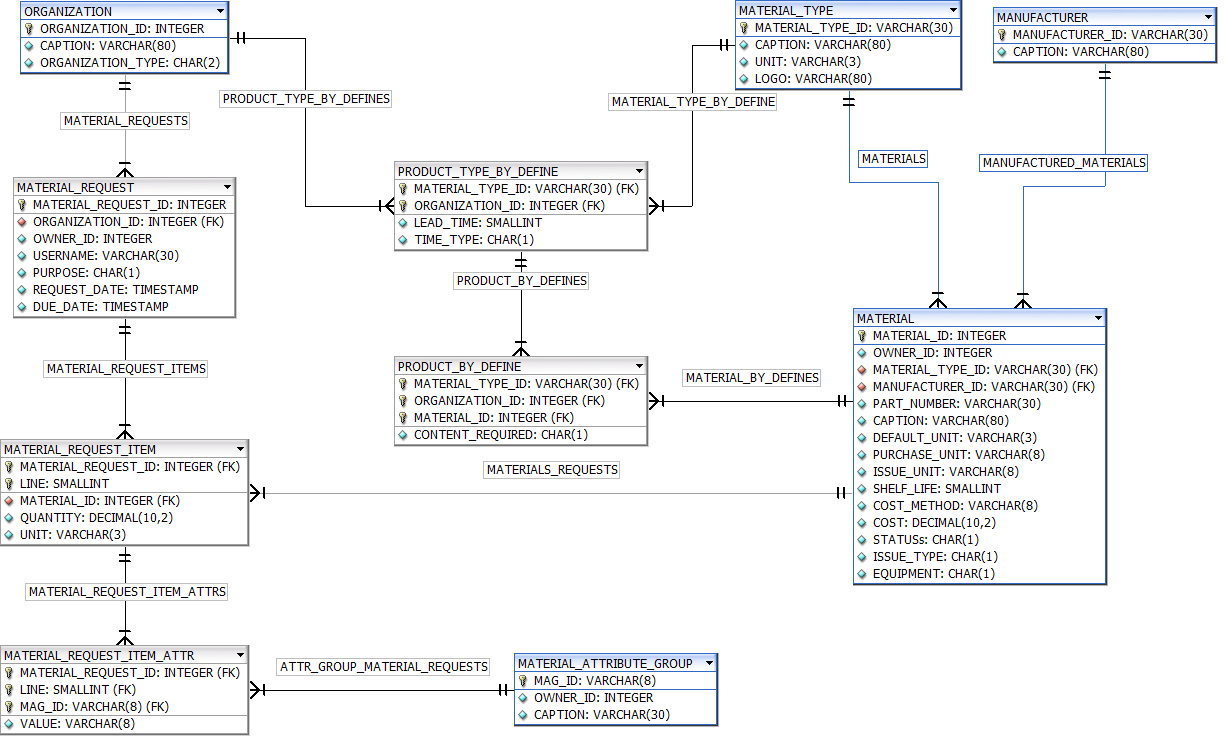 ORGANIZATION
ORGANIZATION_ID: INTEGER
CAPTION: VARCHAR(80)
ORGANIZATION_TYPE: CHAR(2)
MATERIAL_TYPE
MATERIAL_TYPE_ID: VARCHAR(30)
CAPTION: VARCHAR(80)
UNIT: VARCHAR(3)
LOGO: VARCHAR(80)
MANUFACTURER
MANUFACTURER_ID: VARCHAR(30)
CAPTION: VARCHAR(80)
PRODUCT_TYPE_BY_DEFINES
MATERIAL_TYPE_BY_DEFINE
MATERIAL_REQUESTS
MATERIALS
MANUFACTURED_MATERIALS
PRODUCT_TYPE_BY_DEFINE
MATERIAL_TYPE_ID: VARCHAR(30) (FK)
ORGANIZATION_ID: INTEGER (FK)
LEAD_TIME: SMALLINT
TIME_TYPE: CHAR(1)
MATERIAL_REQUEST
MATERIAL_REQUEST_ID: INTEGER
ORGANIZATION_ID: INTEGER (FK)
OWNER_ID: INTEGER
USERNAME: VARCHAR(30)
PURPOSE: CHAR(1)
REQUEST_DATE: TIMESTAMP
DUE_DATE: TIMESTAMP
PRODUCT_BY_DEFINES
MATERIAL
MATERIAL_ID: INTEGER
OWNER_ID: INTEGER
MATERIAL_TYPE_ID: VARCHAR(30) (FK)
MANUFACTURER_ID: VARCHAR(30) (FK)
PART_NUMBER: VARCHAR(30)
CAPTION: VARCHAR(80)
DEFAULT_UNIT: VARCHAR(3)
PURCHASE_UNIT: VARCHAR(8)
ISSUE_UNIT: VARCHAR(8)
SHELF_LIFE: SMALLINT
COST_METHOD: VARCHAR(8)
COST: DECIMAL(10,2)
STATUSs: CHAR(1)
ISSUE_TYPE: CHAR(1)
EQUIPMENT: CHAR(1)
MATERIAL_REQUEST_ITEMS
PRODUCT_BY_DEFINE
MATERIAL_TYPE_ID: VARCHAR(30) (FK)
ORGANIZATION_ID: INTEGER (FK)
MATERIAL_ID: INTEGER (FK)
CONTENT_REQUIRED: CHAR(1)
MATERIAL_BY_DEFINES
MATERIAL_REQUEST_ITEM
MATERIAL_REQUEST_ID: INTEGER (FK)
LINE: SMALLINT
MATERIAL_ID: INTEGER (FK)
QUANTITY: DECIMAL(10,2)
UNIT: VARCHAR(3)
MATERIALS_REQUESTS
MATERIAL_REQUEST_ITEM_ATTRS
MATERIAL_REQUEST_ITEM_ATTR
MATERIAL_REQUEST_ID: INTEGER (FK)
LINE: SMALLINT (FK)
MAG_ID: VARCHAR(8) (FK)
VALUE: VARCHAR(8)
ATTR_GROUP_MATERIAL_REQUESTS
MATERIAL_ATTRIBUTE_GROUP
MAG_ID: VARCHAR(8)
OWNER_ID: INTEGER
CAPTION: VARCHAR(30)